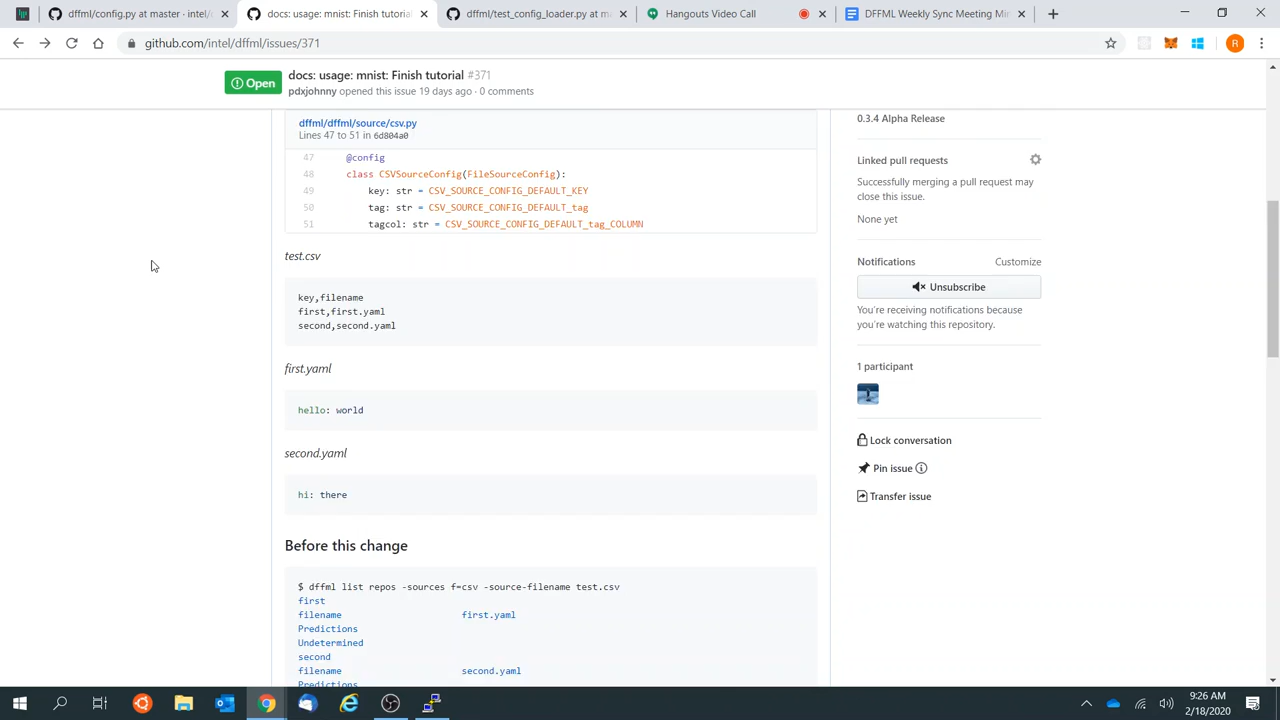 dffml/config.py at master · intel/c
docs: usage: mnist: Finish tutorial
dffml/test_config_loader.py at ma
Hangouts Video Call
DFFML Weekly Sync Meeting Min
github.com/intel/dffml/issues/371
R
Open
docs: usage: mnist: Finish tutorial #371
pdxjohnny opened this issue 19 days ago · 0 comments
dffml/dffml/source/csv.py
Lines 47 to 51 in 6d804a0
47 @config
48 class CSVSourceConfig(FileSourceConfig):
49 key: str = CSV_SOURCE_CONFIG_DEFAULT_KEY
50 tag: str = CSV_SOURCE_CONFIG_DEFAULT_tag
51 tagcol: str = CSV_SOURCE_CONFIG_DEFAULT_tag_COLUMN
test.csv
key,filename
first,first.yaml
second,second.yaml
first.yaml
hello: world
second.yaml
hi: there
Before this change
$ dffml list repos -sources f=csv -source-filename test.csv
first
filename first.yaml
Predictions
Undetermined
second
filename second.yaml
Predictions
0.3.4 Alpha Release
Linked pull requests
Successfully merging a pull request may
close this issue.
None yet
Notifications Customize
Unsubscribe
You're receiving notifications because
you're watching this repository.
1 participant
Lock conversation
Pin issue
Transfer issue
9:26 AM
2/18/2020